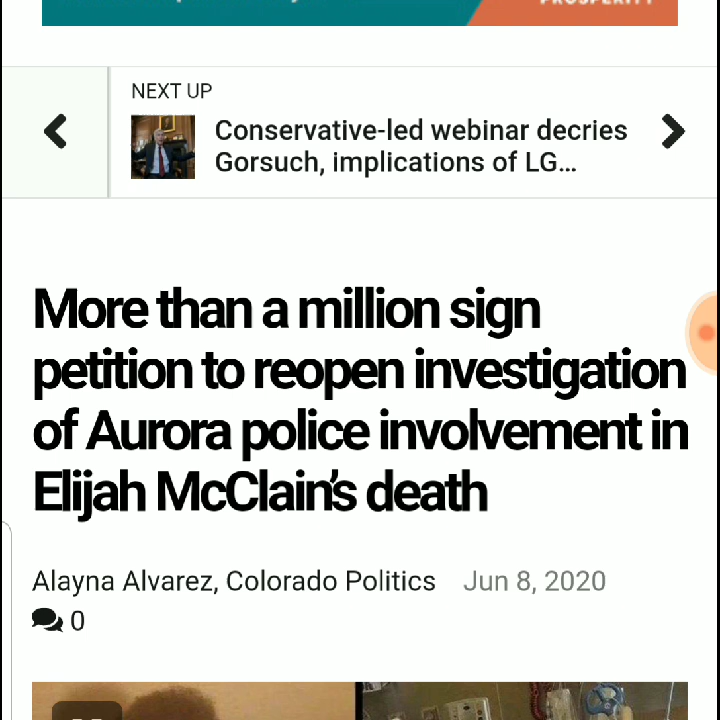 PROSPERITY
NEXT UP
Conservative-led webinar decries
Gorsuch, implications of LG...
More than a million sign
petition to reopen investigation
of Aurora police involvement in
Elijah McClain's death
Alayna Alvarez, Colorado Politics Jun 8, 2020
0